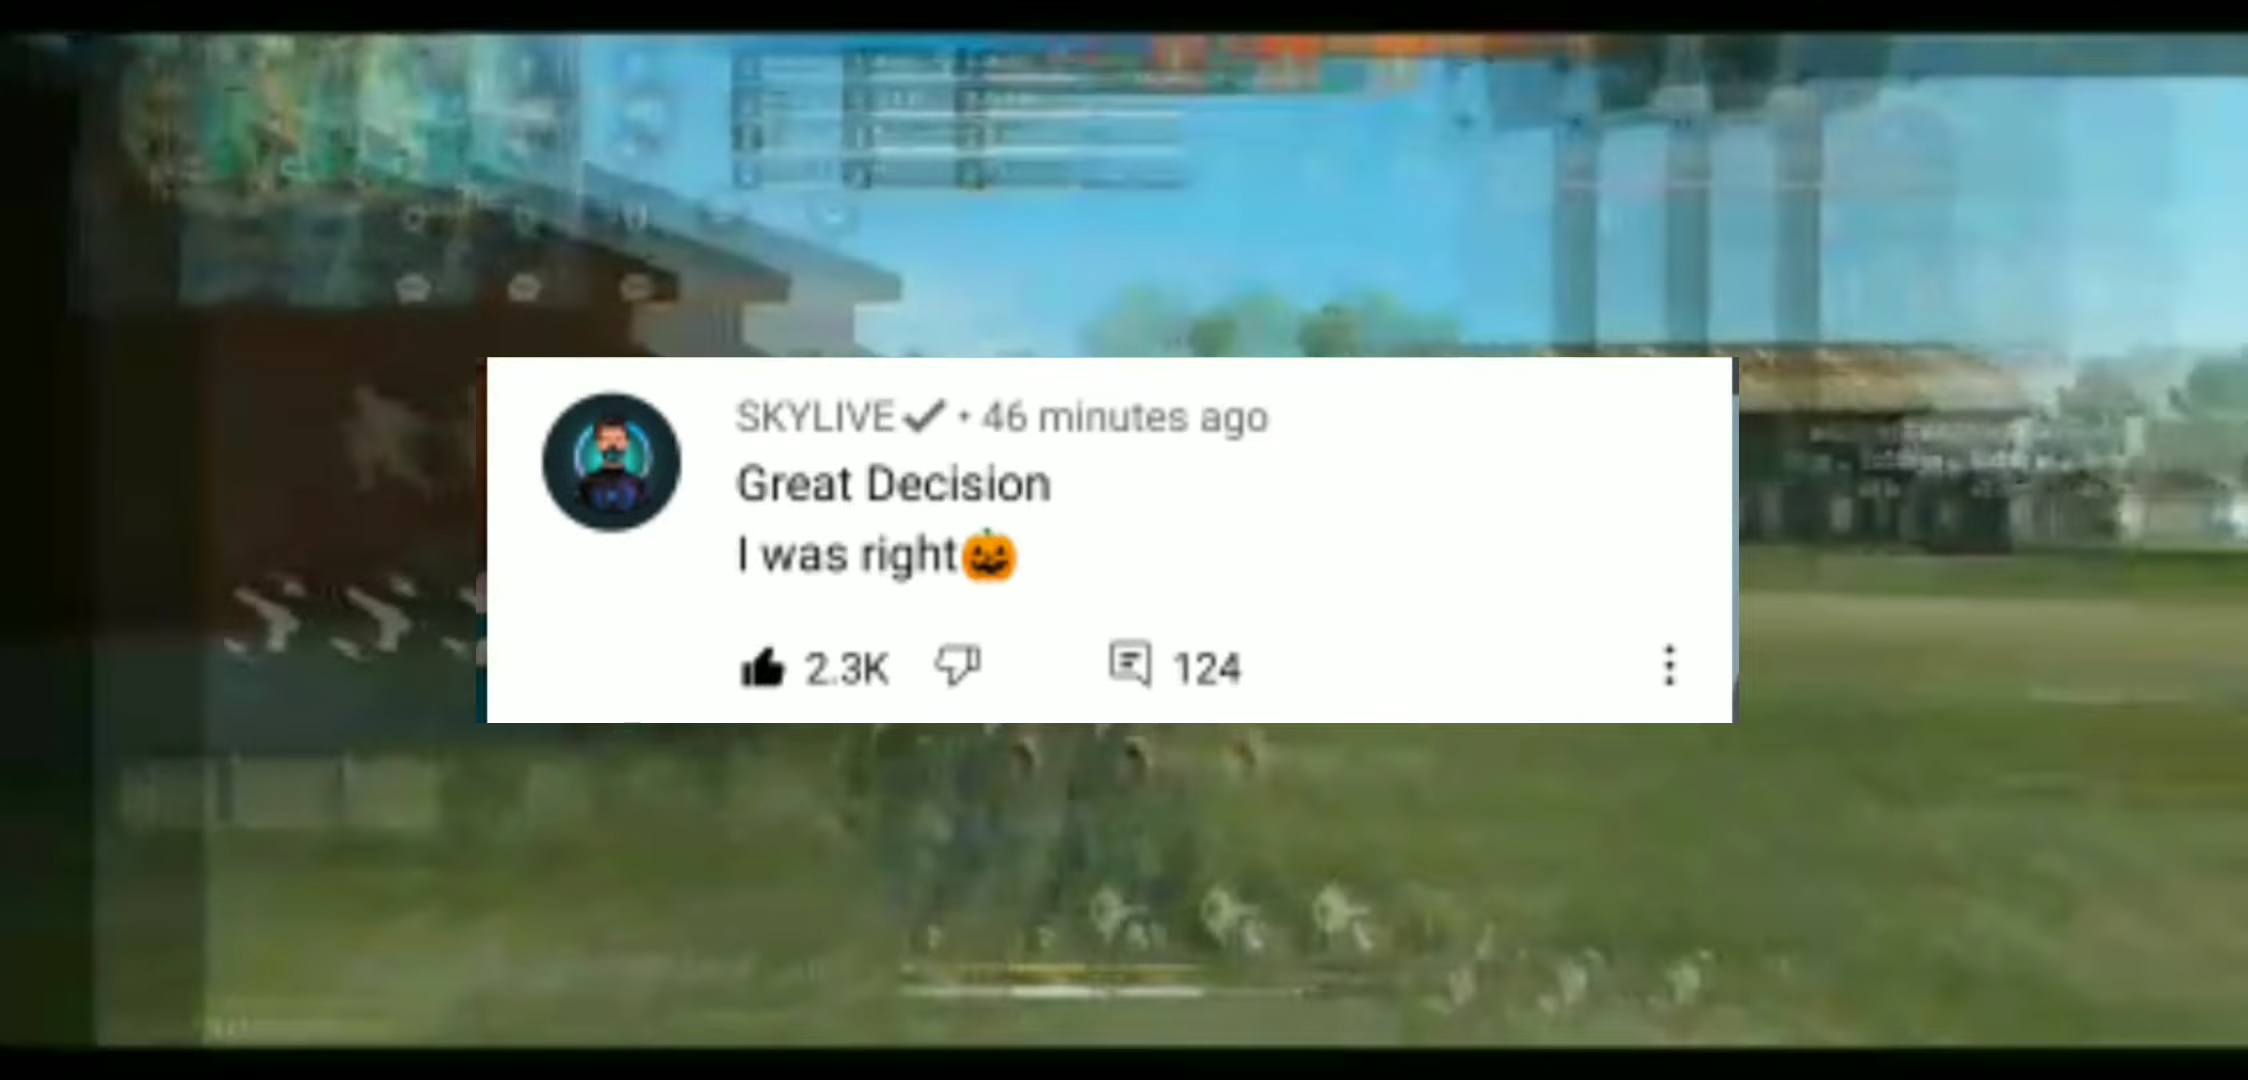 SKYLIVE✔ • 46 minutes ago
Great Decision
I was right🎃
2.3K
124